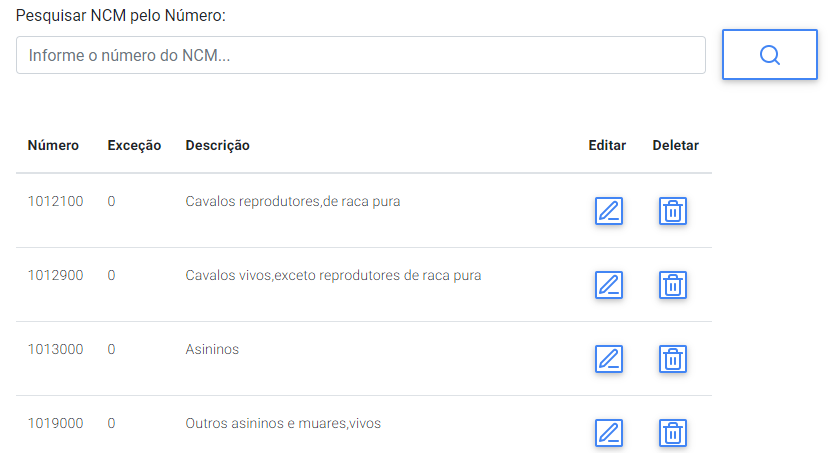 Pesquisar NCM pelo Número:
Informe o número do NCM...
Número Exceção Descrição Editar Deletar
1012100 0 Cavalos reprodutores,de raca pura
1012900 0 Cavalos vivos,exceto reprodutores de raca pura
1013000 0 Asininos
1019000 0 Outros asininos e muares,vivos